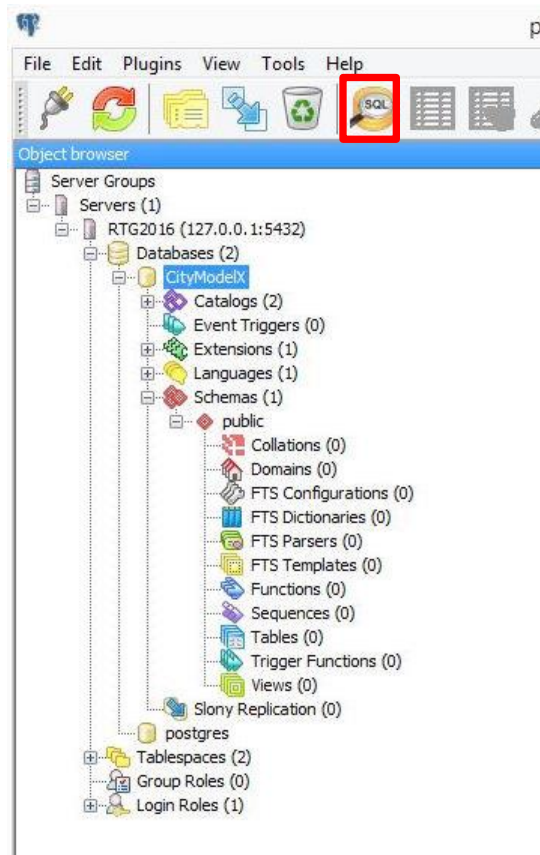 p
File Edit Plugins View Tools Help
SQL
Object browser
Server Groups
Servers (1)
RTG2016 (127.0.0.1:5432)
Databases (2)
CityModelX
Catalogs (2)
Event Triggers (0)
Extensions (1)
Languages (1)
Schemas (1)
public
Collations (0)
Domains (0)
FTS Configurations (0)
FTS Dictionaries (0)
FTS Parsers (0)
FTS Templates (0)
Functions (0)
Sequences (0)
Tables (0)
Trigger Functions (0)
Views (0)
Slony Replication (0)
postgres
Tablespaces (2)
Group Roles (0)
Login Roles (1)